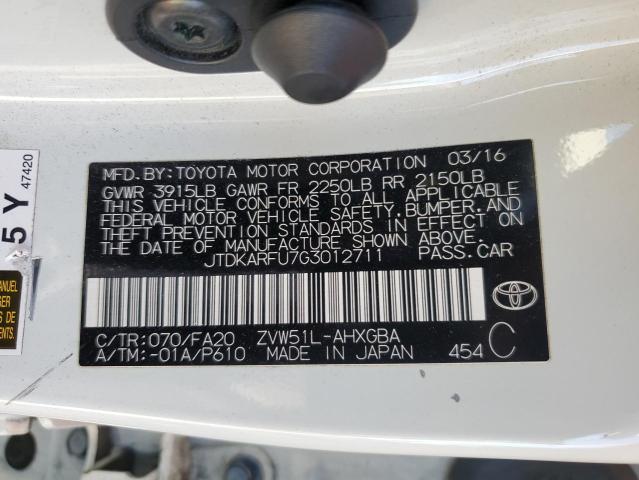 MFD.BY:TOYOTA MOTOR CORPORATION 03/16
GVWR 3915LB GAWR FR 2250LB RR 2150LB
THIS VEHICLE CONFORMS TO ALL APPLICABLE
FEDERAL MOTOR VEHICLE SAFETY,BUMPER,AND
THEFT PREVENTION STANDARDS IN EFFECT ON
THE DATE OF MANUFACTURE SHOWN ABOVE.
JTDKARFU7G3012711 PASS.CAR
C/TR:070/FA20 ZVW51L-AHXGBA
A/TM:-01A/P610 MADE IN JAPAN 454 C
5 Y
47420